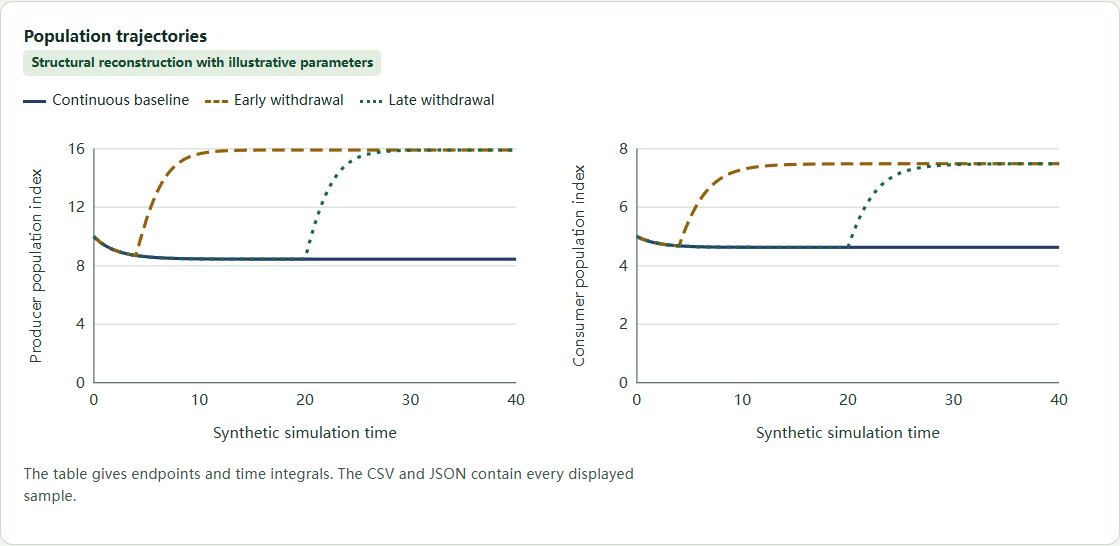 Population trajectories
Structural reconstruction with illustrative parameters
Continuous baseline Early withdrawal Late withdrawal
Producer population index
16
12
8
4
0
0 10 20 30 40
Synthetic simulation time
Consumer population index
8
6
4
2
0
0 10 20 30 40
Synthetic simulation time
The table gives endpoints and time integrals. The CSV and JSON contain every displayed
sample.